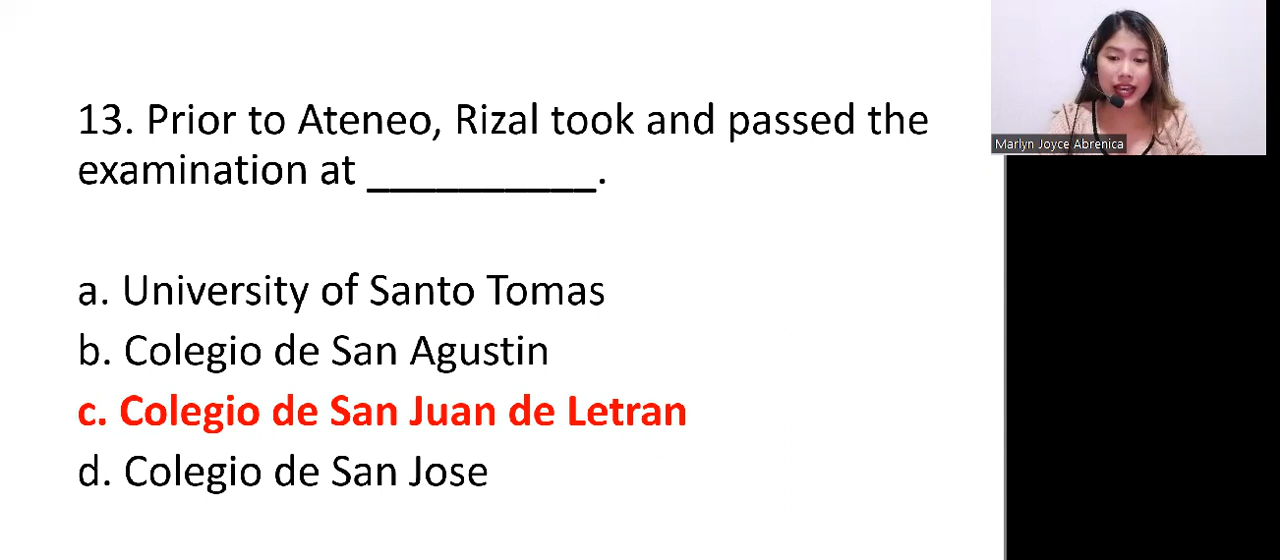 13. Prior to Ateneo, Rizal took and passed the
examination at __________.
a. University of Santo Tomas
b. Colegio de San Agustin
c. Colegio de San Juan de Letran
d. Colegio de San Jose
Marlyn Joyce Abrenica